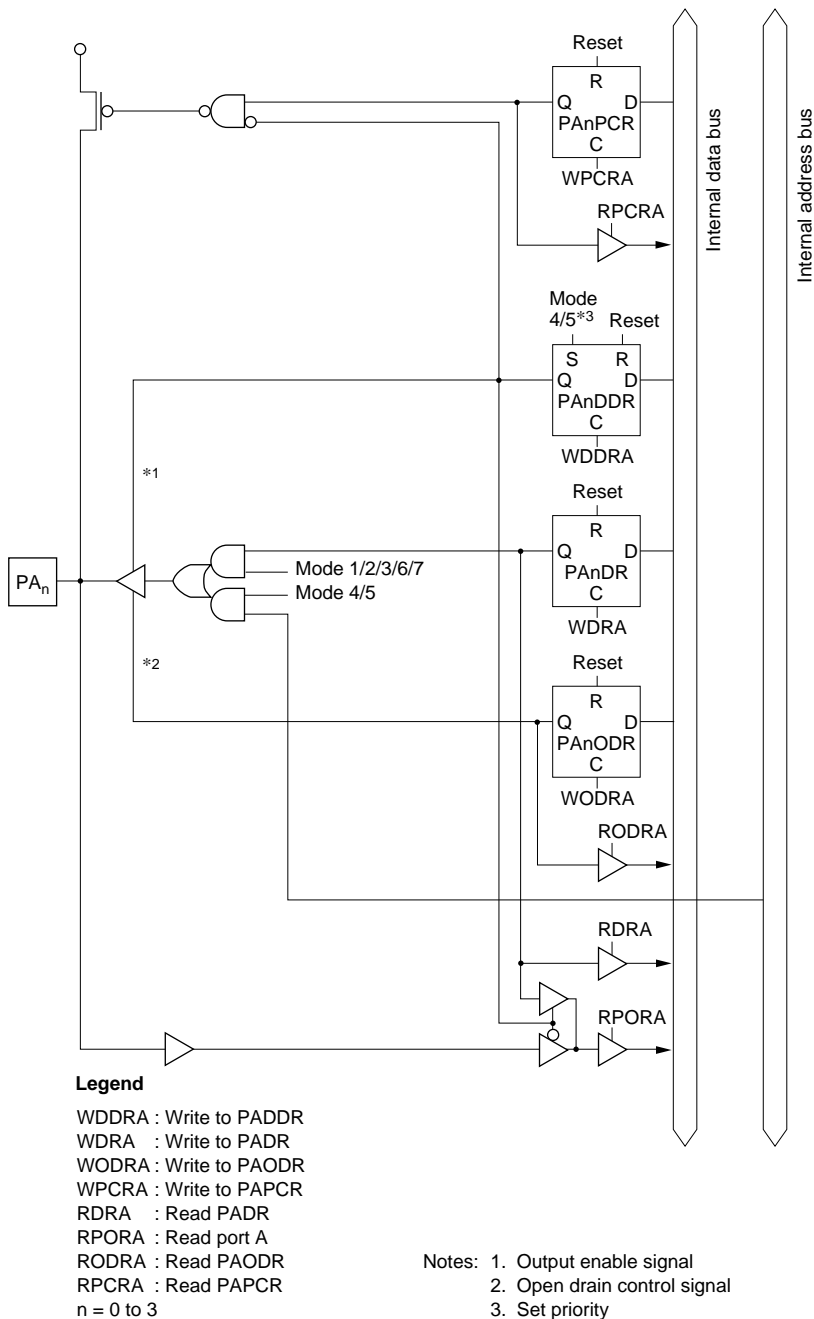 Reset
R
Q D
PAnPCR
C
WPCRA
RPCRA
Internal data bus
Internal address bus
Mode
4/5*3 Reset
S R
Q D
PAnDDR
C
WDDRA
*1
Reset
R
Q D
PAnDR
C
WDRA
Mode 1/2/3/6/7
Mode 4/5
PAn
*2
Reset
R
Q D
PAnODR
C
WODRA
RODRA
RDRA
RPORA
Legend
WDDRA : Write to PADDR
WDRA : Write to PADR
WODRA : Write to PAODR
WPCRA : Write to PAPCR
RDRA : Read PADR
RPORA : Read port A
RODRA : Read PAODR
RPCRA : Read PAPCR
n = 0 to 3
Notes: 1. Output enable signal
2. Open drain control signal
3. Set priority